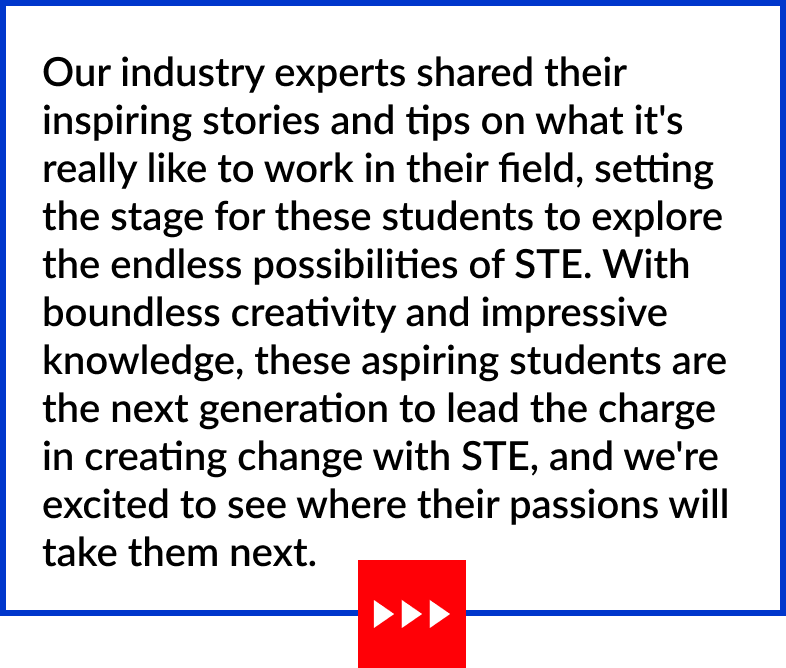 Our industry experts shared their
inspiring stories and tips on what it's
really like to work in their field, setting
the stage for these students to explore
the endless possibilities of STE. With
boundless creativity and impressive
knowledge, these aspiring students are
the next generation to lead the charge
in creating change with STE, and we're
excited to see where their passions will
take them next.